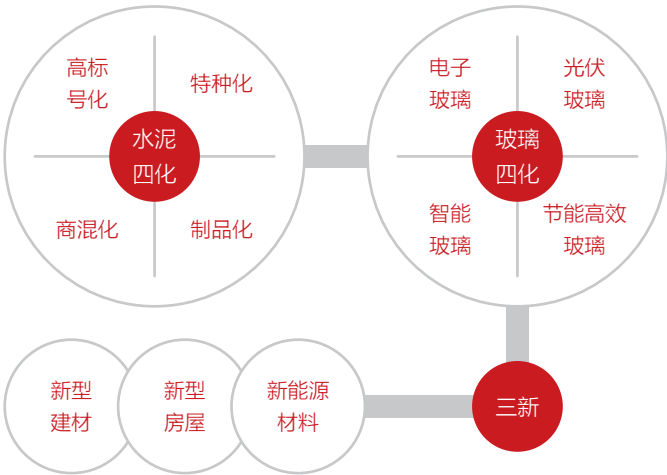 高标
号化
特种化
水泥
四化
商混化
制品化
电子
玻璃
光伏
玻璃
玻璃
四化
智能
玻璃
节能高效
玻璃
新型
建材
新型
房屋
新能源
材料
三新